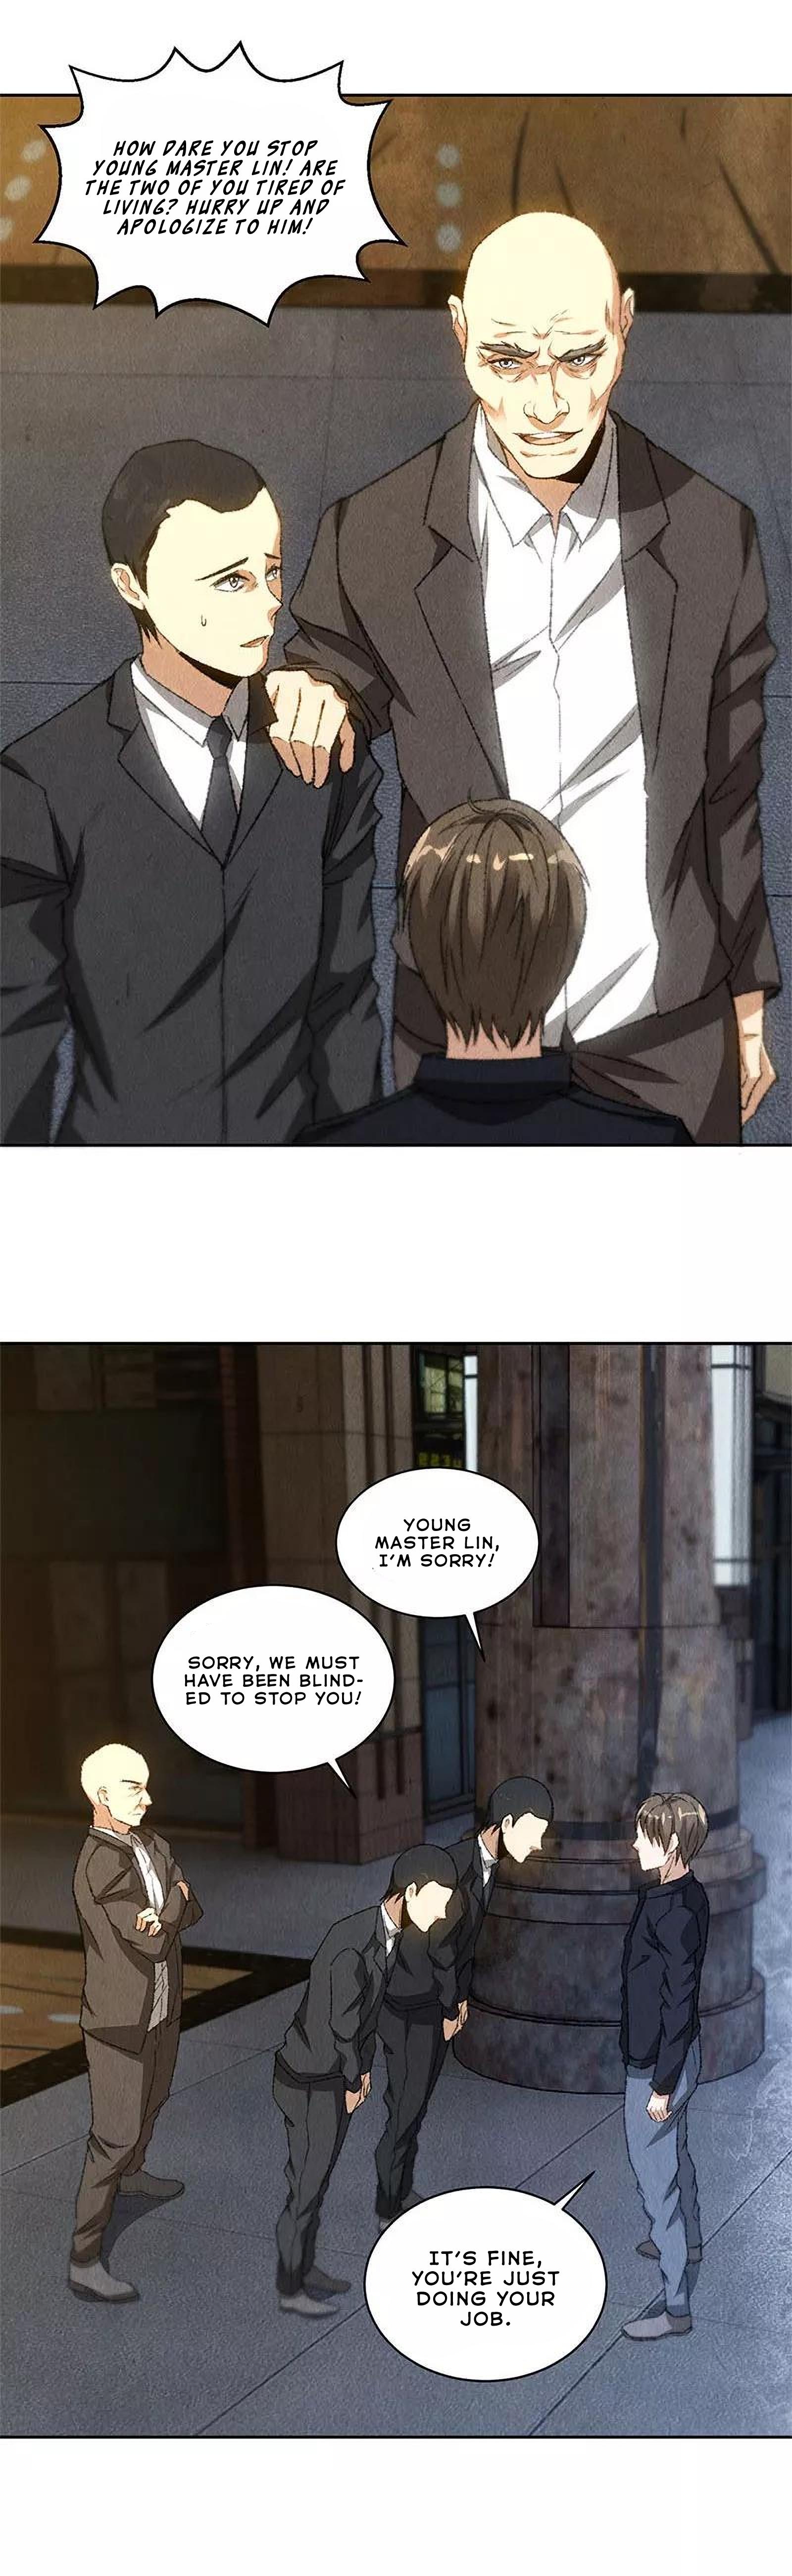 HOW DARE YOU STOP
YOUNG MASTER LIN! ARE
THE TWO OF YOU TIRED OF
LIVING? HURRY UP AND
APOLOGIZE TO HIM!
YOUNG
MASTER LIN,
I'M SORRY!
SORRY, WE MUST
HAVE BEEN BLIND-
ED TO STOP YOU!
IT'S FINE,
YOU'RE JUST
DOING YOUR
JOB.